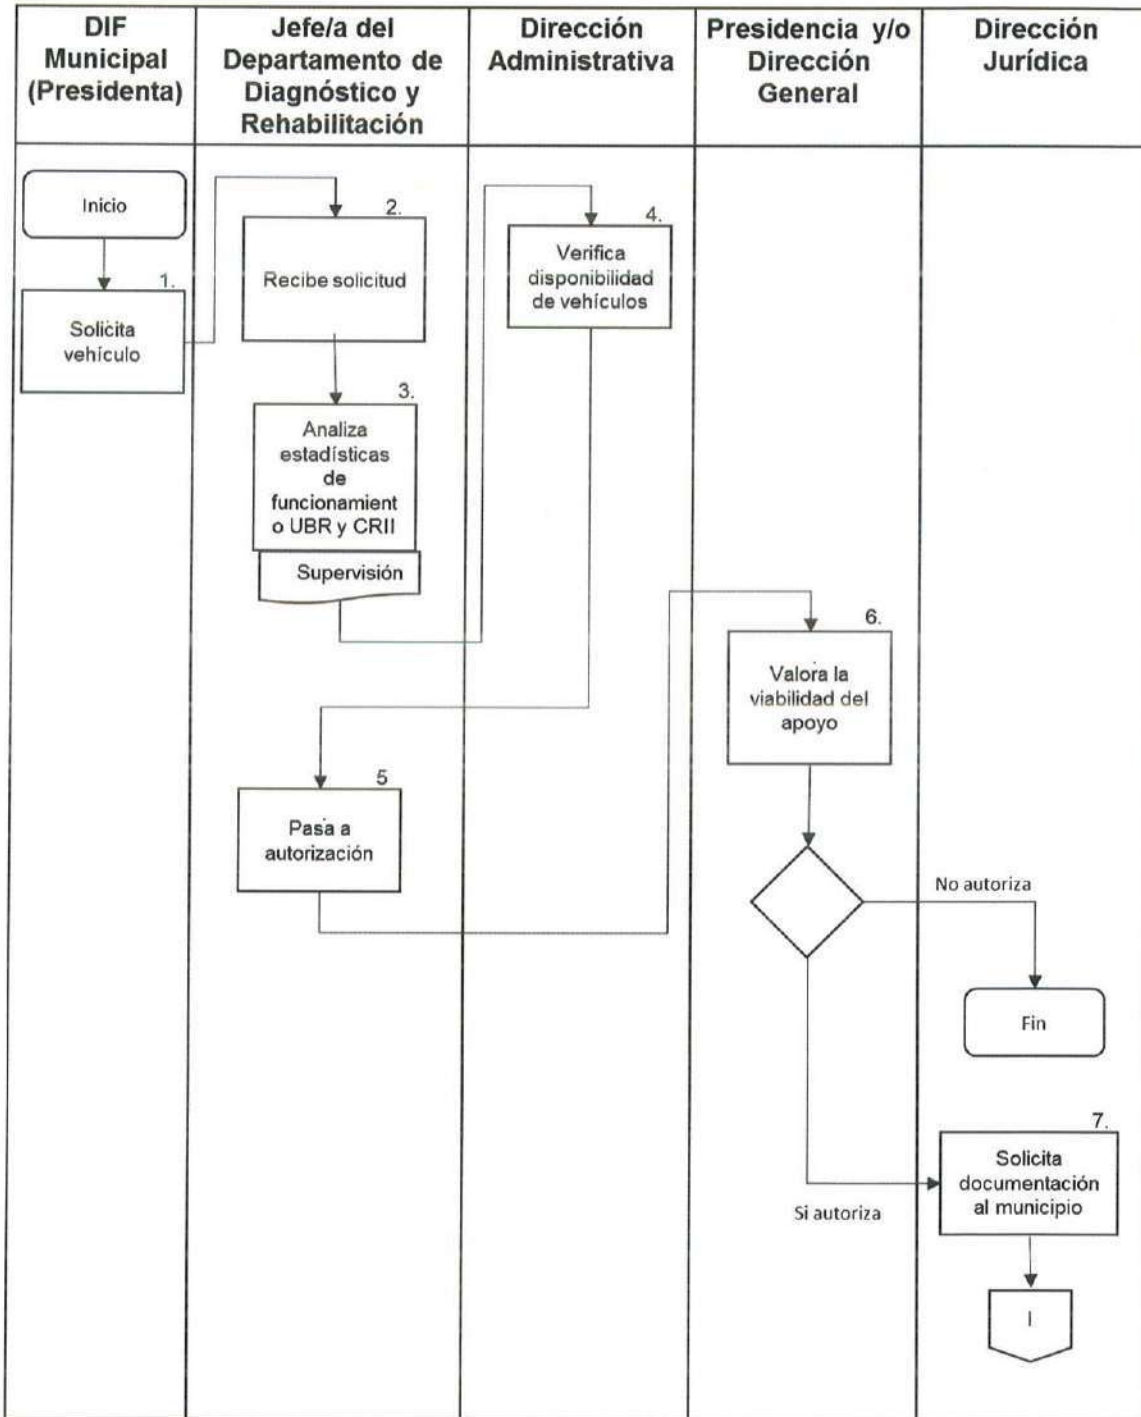 DIF
Municipal
(Presidenta)
Jefe/a del
Departamento de
Diagnóstico y
Rehabilitación
Dirección
Administrativa
Presidencia y/o
Dirección
General
Dirección
Jurídica
Inicio
1.
Solicita
vehículo
2.
Recibe solicitud
3.
Analiza
estadísticas
de
funcionamient
o UBR y CRII
Supervisión
4.
Verifica
disponibilidad
de vehículos
5
Pasa a
autorización
6.
Valora la
viabilidad del
apoyo
No autoriza
Fin
Si autoriza
7.
Solicita
documentación
al municipio
I